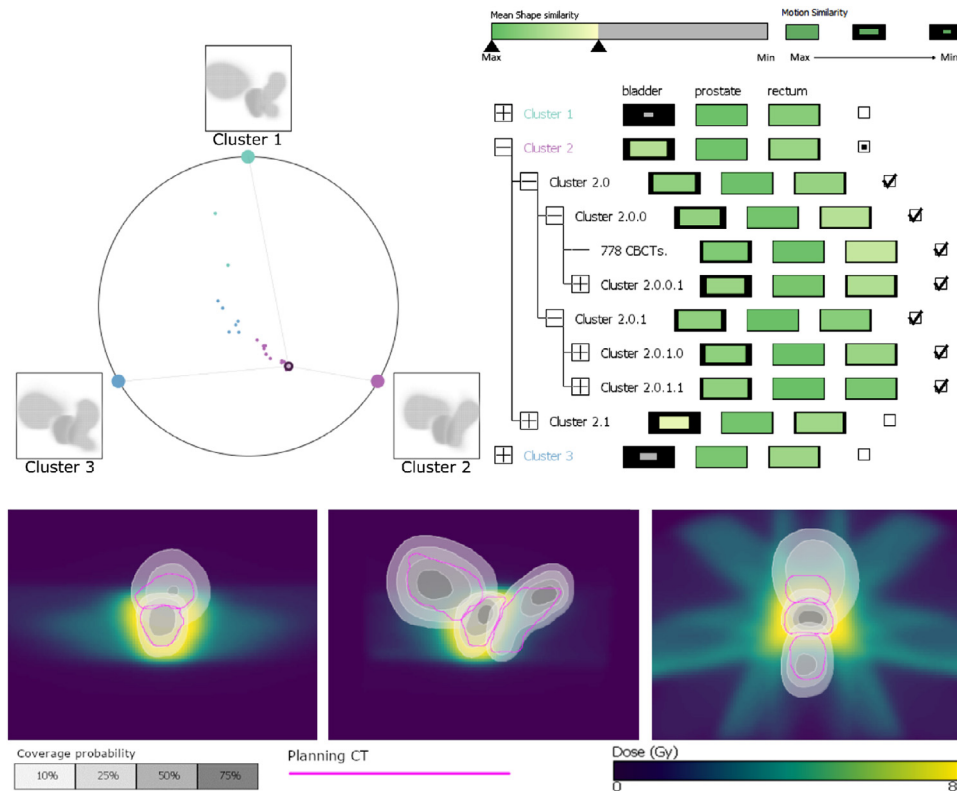 Mean Shape similarity
Motion Similarity
Max
Min
Max
Min
bladder
prostate
rectum
Cluster 1
Cluster 2
Cluster 2.0
Cluster 2.0.0
778 CBCTs.
Cluster 2.0.0.1
Cluster 2.0.1
Cluster 2.0.1.0
Cluster 2.0.1.1
Cluster 2.1
Cluster 3
Cluster 1
Cluster 3
Cluster 2
Coverage probability
10%
25%
50%
75%
Planning CT
Dose (Gy)
0
8